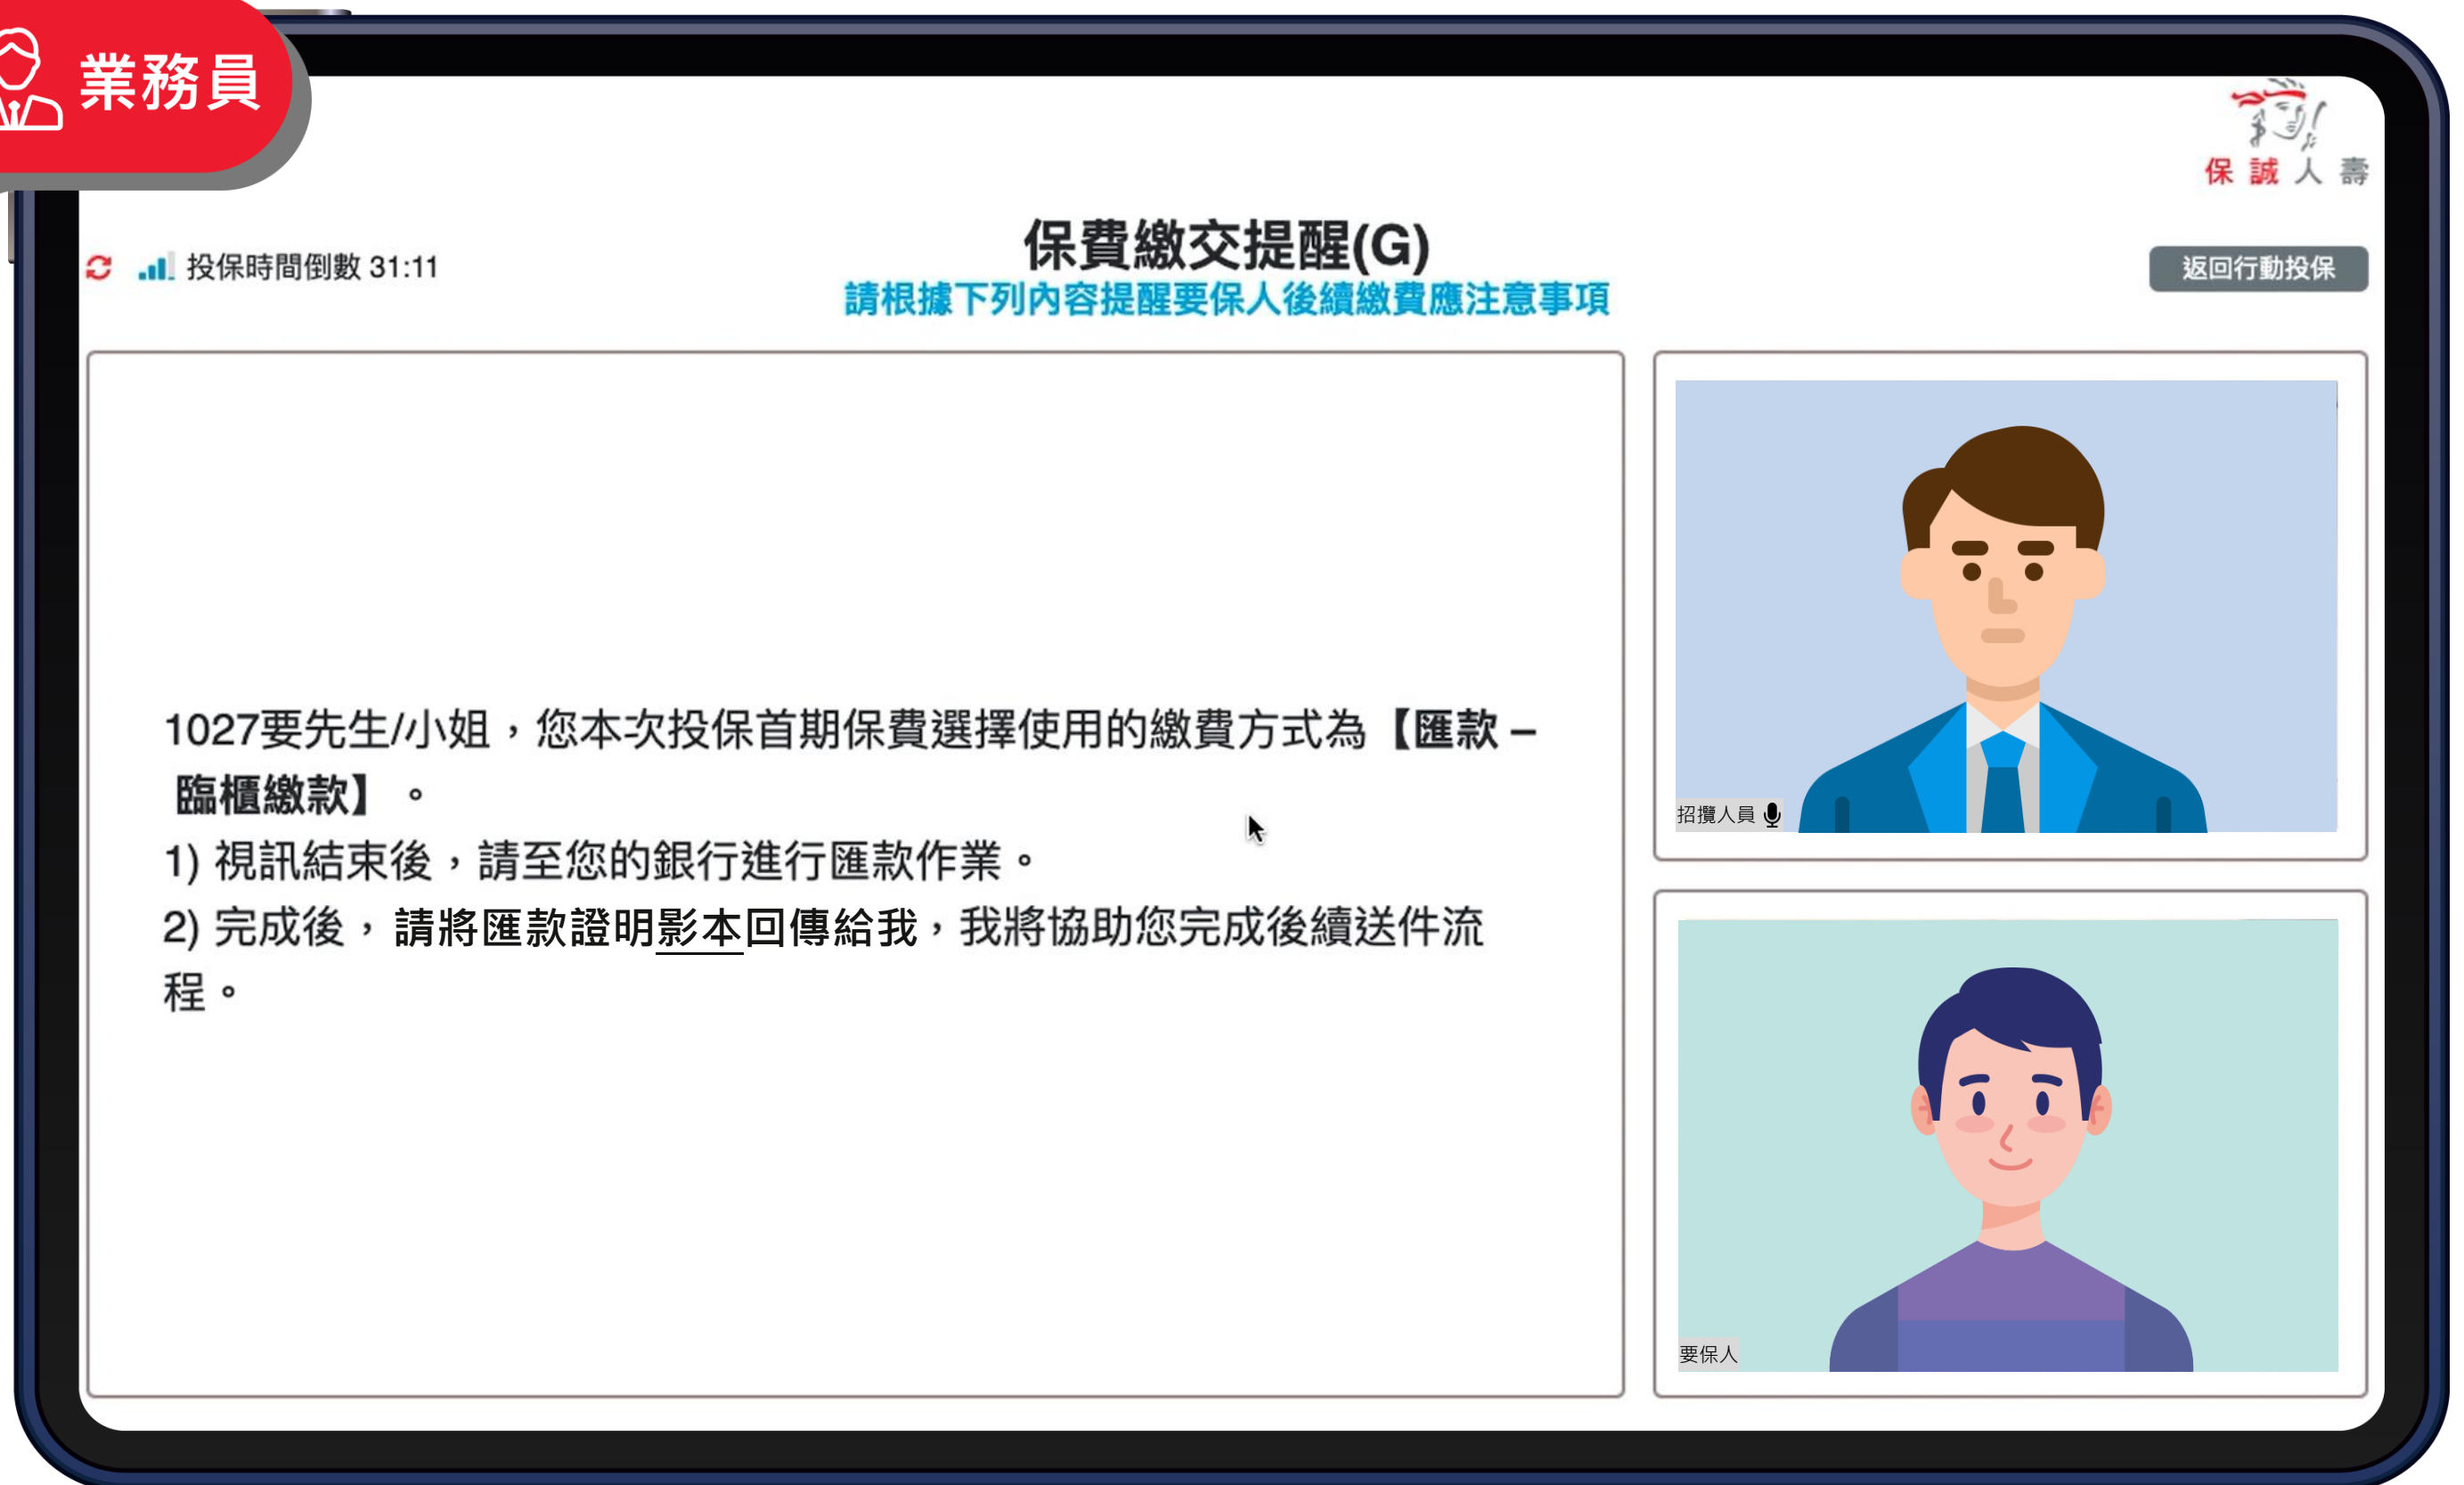 業務員
保誠人壽
保費繳交提醒(G)
投保時間倒數 31:11
返回行動投保
請根據下列內容提醒要保人後續繳費應注意事項
1027要先生/小姐，您本次投保首期保費選擇使用的繳費方式為【匯款 –
臨櫃繳款】。
1) 視訊結束後，請至您的銀行進行匯款作業。
2) 完成後，請將匯款證明影本回傳給我，我將協助您完成後續送件流
程。
招攬人員
要保人